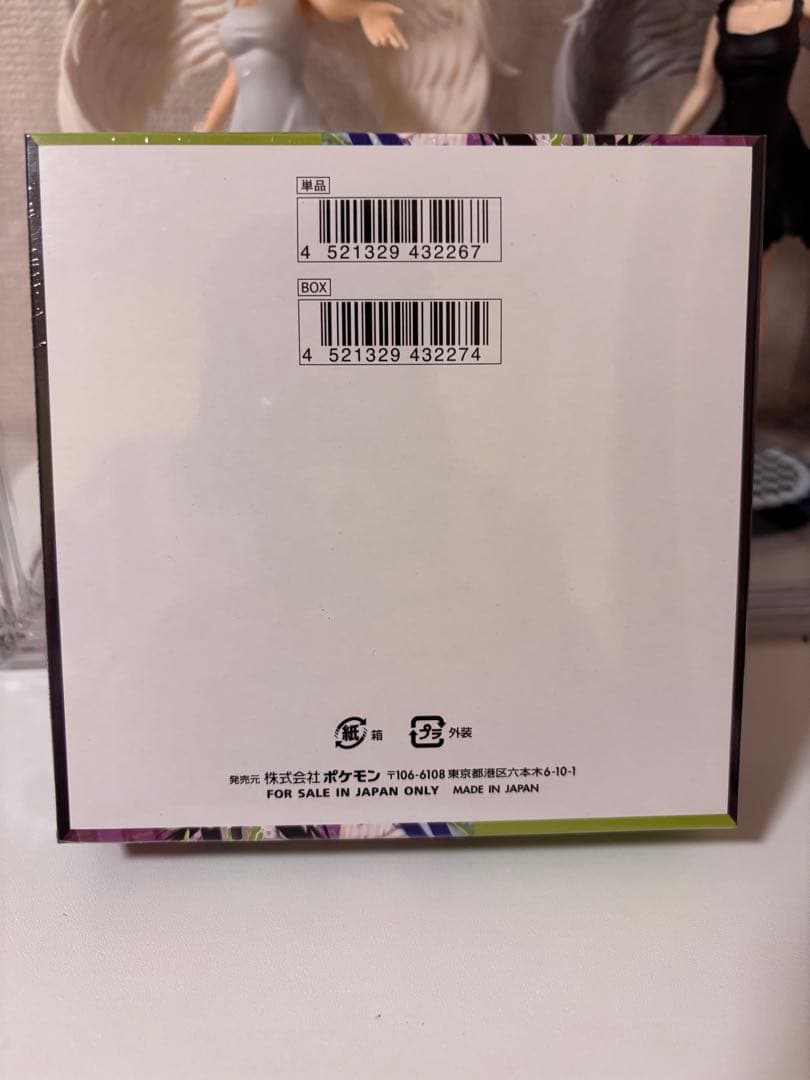 単品
4 521329 432267
BOX
4 521329 432274
紙 箱 プラ 外装
発売元 株式会社 ポケモン 〒106-6108 東京都港区六本木6-10-1
FOR SALE IN JAPAN ONLY MADE IN JAPAN